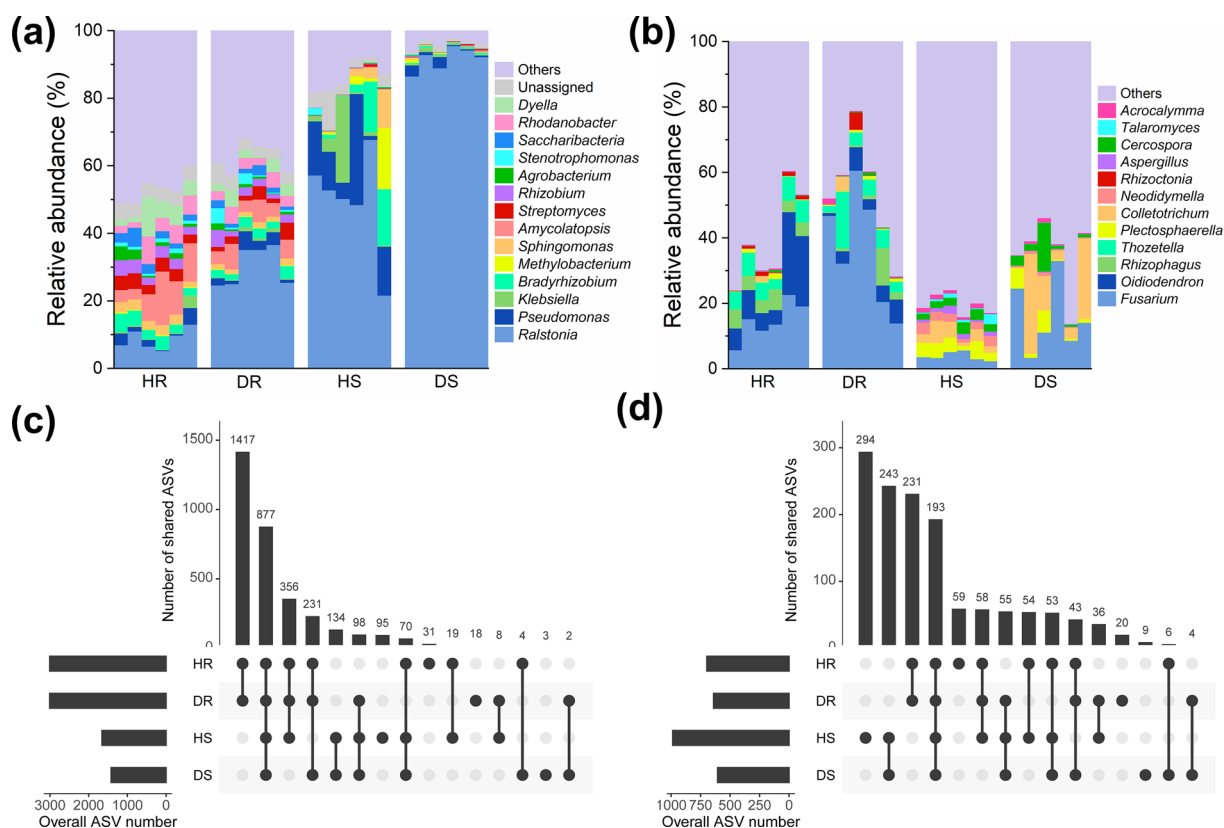 (a)
Relative abundance (%)
100
80
60
40
20
0
HR DR HS DS
Others
Unassigned
Dyella
Rhodanobacter
Saccharibacteria
Stenotrophomonas
Agrobacterium
Rhizobium
Streptomyces
Amycolatopsis
Sphingomonas
Methylobacterium
Bradyrhizobium
Klebsiella
Pseudomonas
Ralstonia
(b)
Relative abundance (%)
100
80
60
40
20
0
HR DR HS DS
Others
Acrocalymma
Talaromyces
Cercospora
Aspergillus
Rhizoctonia
Neodidymella
Colletotrichum
Plectosphaerella
Thozetella
Rhizophagus
Oidiodendron
Fusarium
(c)
Number of shared ASVs
1500
1000
500
0
1417 877 356 231 134 98 95 70 31 19 18 8 4 3 2
HR
DR
HS
DS
3000 2000 1000 0
Overall ASV number
(d)
Number of shared ASVs
300
200
100
0
294 243 231 193 59 58 55 54 53 43 36 20 9 6 4
HR
DR
HS
DS
1000 750 500 250 0
Overall ASV number